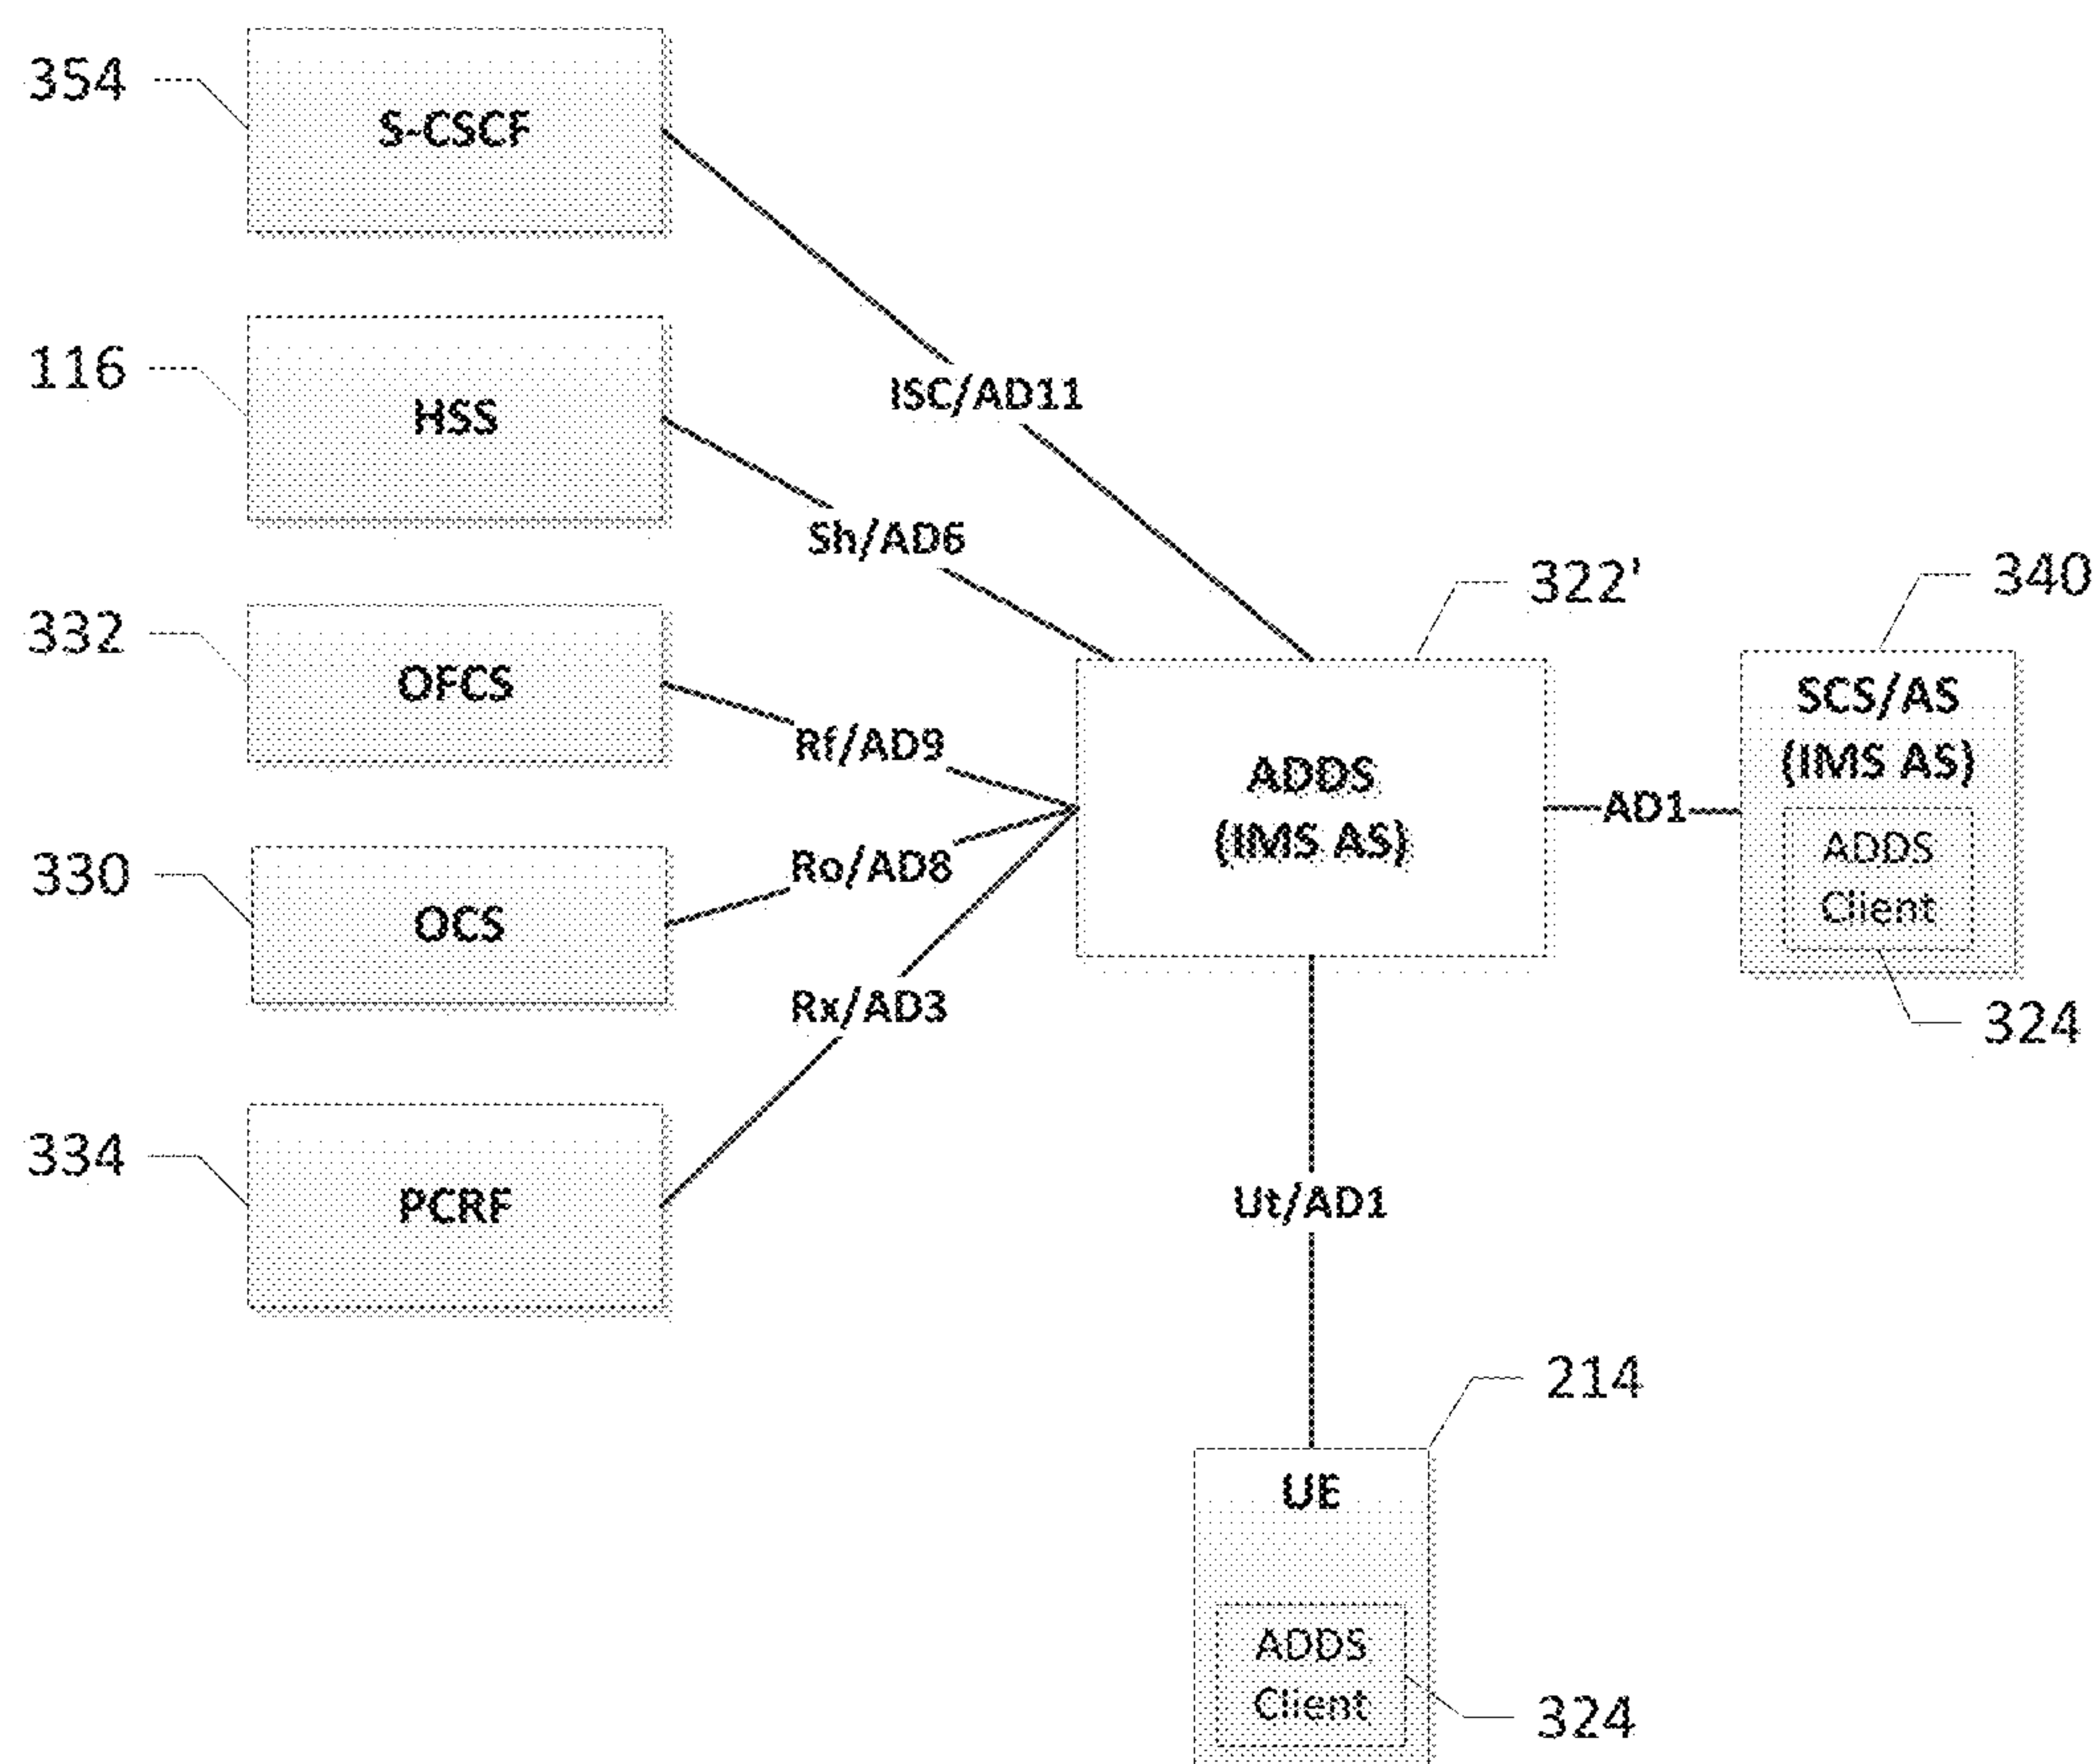 354
S-CSCF
116
HSS
ISC/AD11
Sh/AD6
332
OFCS
Rf/AD9
322'
ADDS
(IMS AS)
AD1
340
SCS/AS
(IMS AS)
ADDS
Client
324
330
OCS
Ro/AD8
Rx/AD3
334
PCRF
Ut/AD1
214
UE
ADDS
Client
324